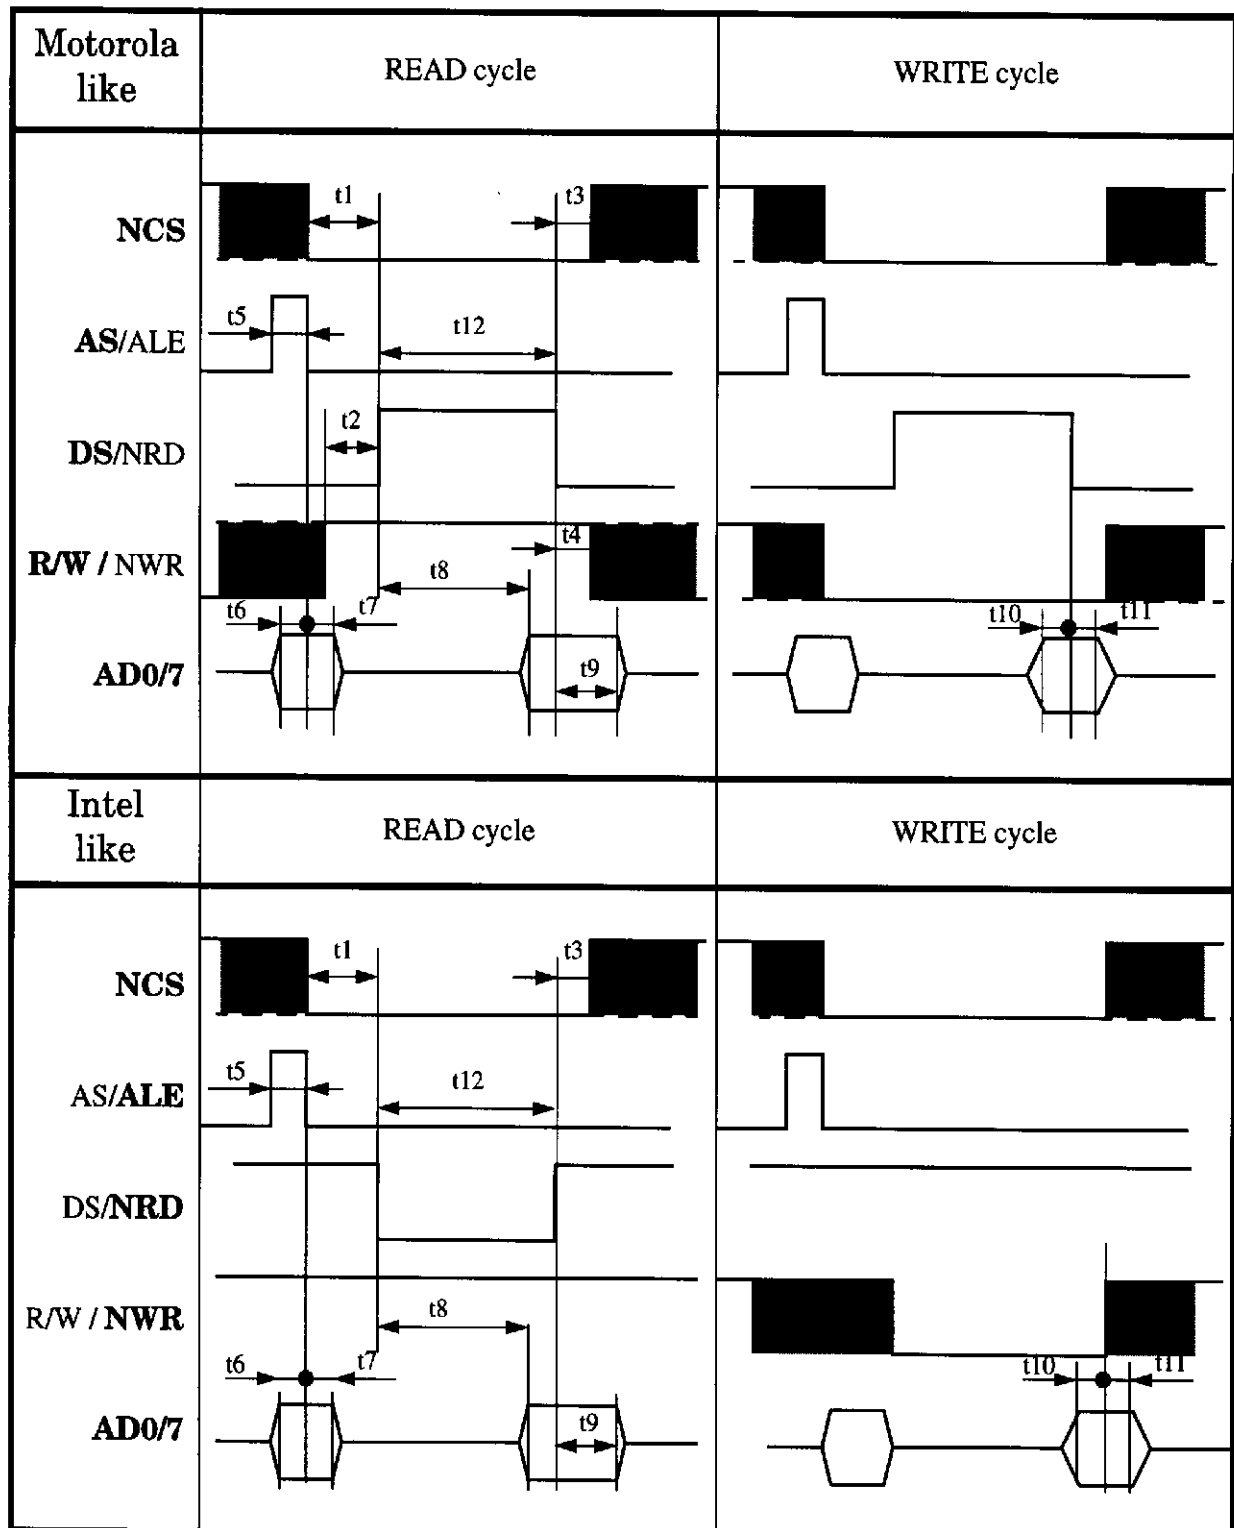 Motorola
like
READ cycle
WRITE cycle
t1
t3
NCS
t5
t12
AS/ALE
t2
DS/NRD
t4
R/W / NWR
t8
t6
t7
t10
t11
AD0/7
t9
Intel
like
READ cycle
WRITE cycle
t1
t3
NCS
t5
t12
AS/ALE
DS/NRD
R/W / NWR
t8
t6
t7
t10
t11
AD0/7
t9